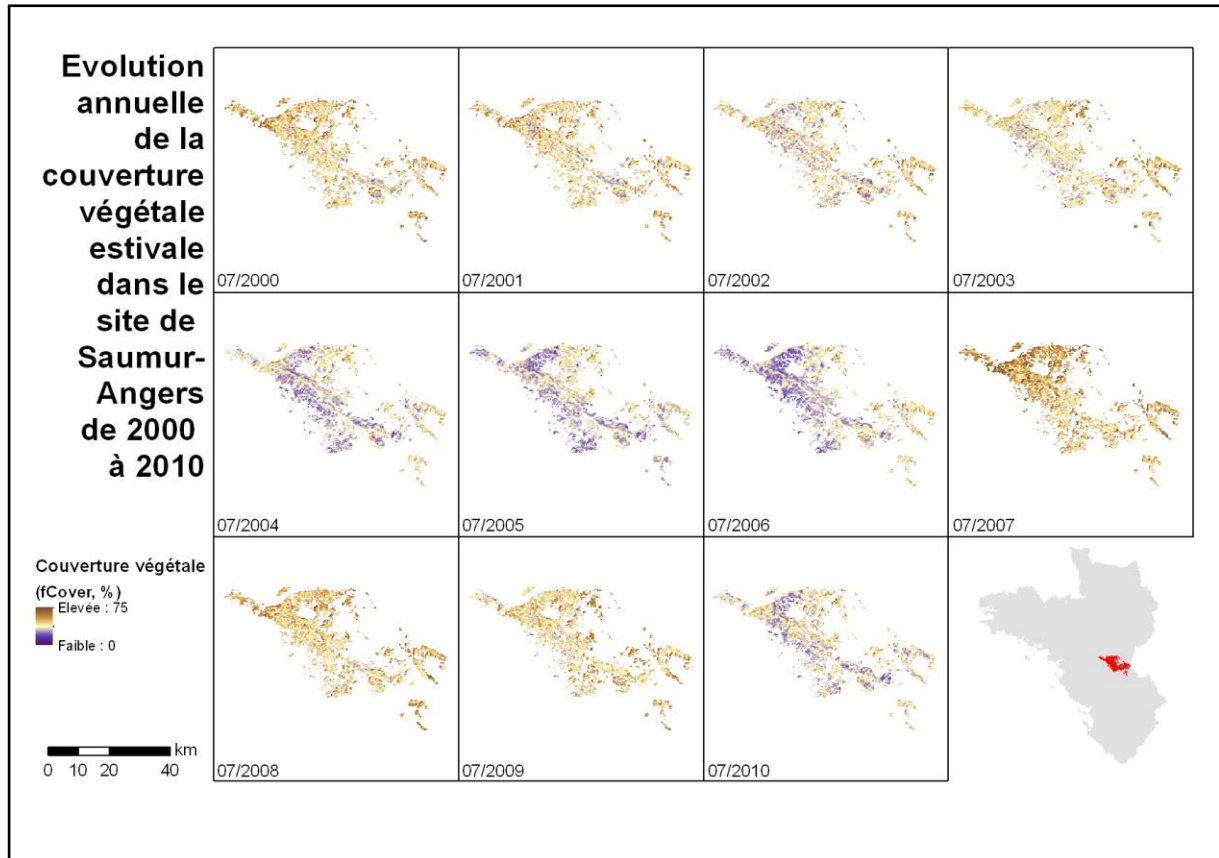 Evolution
annuelle
de la
couverture
végétale
estivale
dans le
site de
Saumur-
Angers
de 2000
à 2010
07/2000
07/2001
07/2002
07/2003
07/2004
07/2005
07/2006
07/2007
07/2008
07/2009
07/2010
Couverture végétale
(fCover, %)
Elevée : 75
Faible : 0
km
0 10 20 40